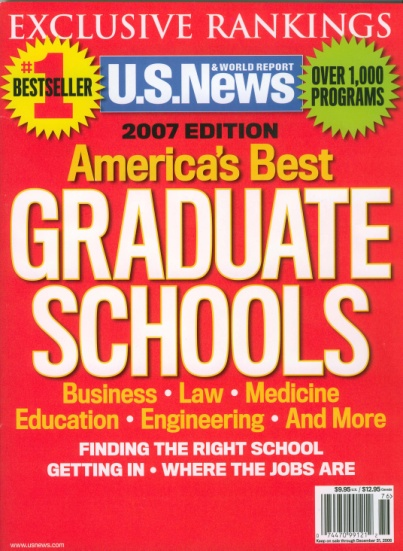 EXCLUSIVE RANKINGS
#1
BESTSELLER
U.S.News
& WORLD REPORT
OVER 1,000
PROGRAMS
2007 EDITION
America's Best
GRADUATE
SCHOOLS
Business • Law • Medicine
Education • Engineering • And More
FINDING THE RIGHT SCHOOL
GETTING IN • WHERE THE JOBS ARE
$9.95 U.S. / $12.95 Canada
www.usnews.com
Keep on sale through December 31, 2006